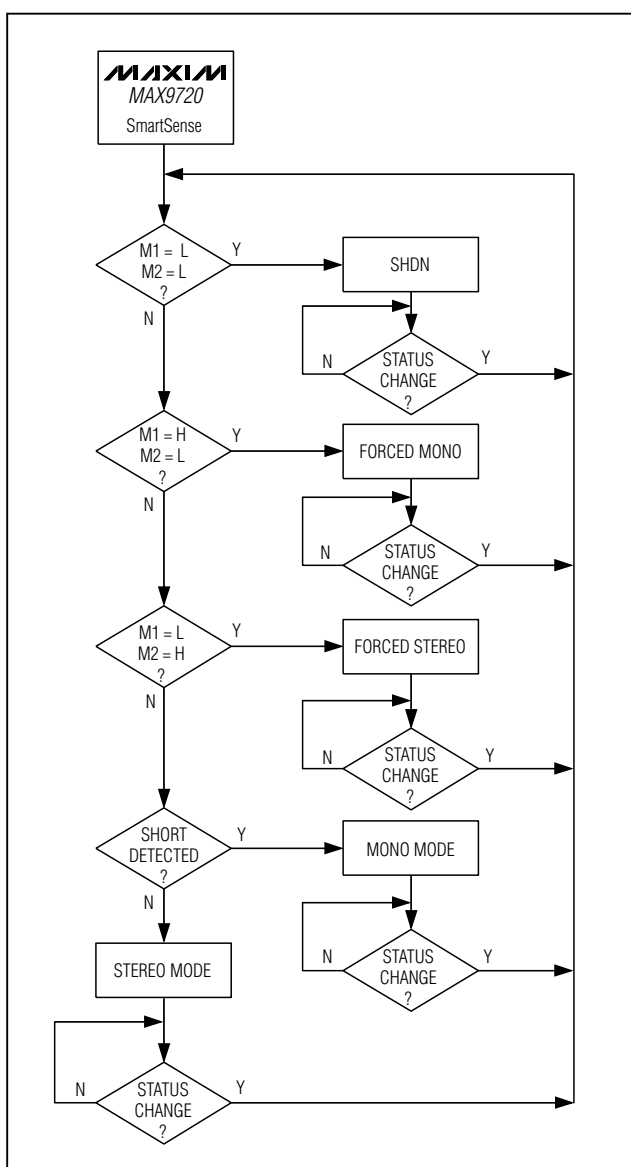 MAXIM
MAX9720
SmartSense
M1 = L
M2 = L
?
Y
N
SHDN
STATUS
CHANGE
?
N
Y
M1 = H
M2 = L
?
Y
N
FORCED MONO
STATUS
CHANGE
?
N
Y
M1 = L
M2 = H
?
Y
N
FORCED STEREO
STATUS
CHANGE
?
N
Y
SHORT
DETECTED
?
Y
N
MONO MODE
STATUS
CHANGE
?
N
Y
STEREO MODE
STATUS
CHANGE
?
N
Y